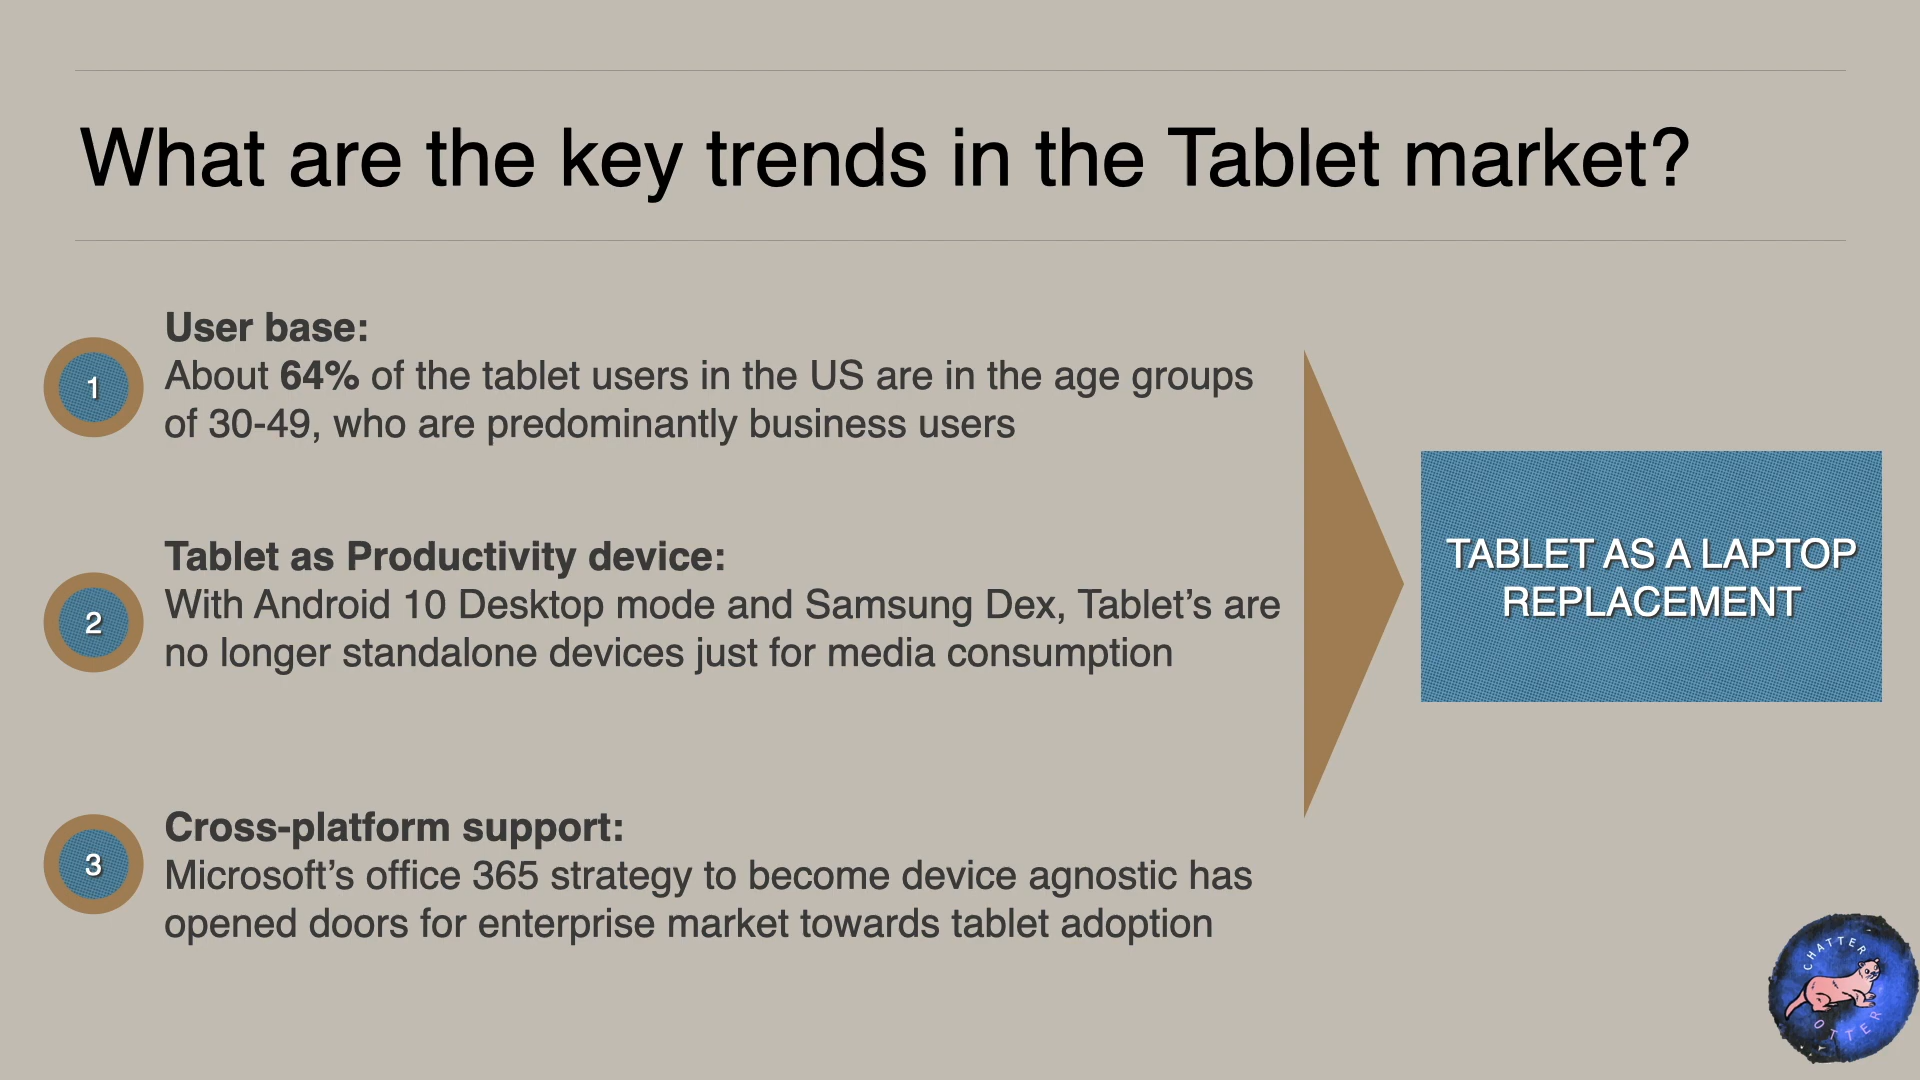 What are the key trends in the Tablet market?
1
User base:
About 64% of the tablet users in the US are in the age groups
of 30-49, who are predominantly business users
2
Tablet as Productivity device:
With Android 10 Desktop mode and Samsung Dex, Tablet’s are
no longer standalone devices just for media consumption
3
Cross-platform support:
Microsoft’s office 365 strategy to become device agnostic has
opened doors for enterprise market towards tablet adoption
TABLET AS A LAPTOP
REPLACEMENT
CHATTER
OTTER